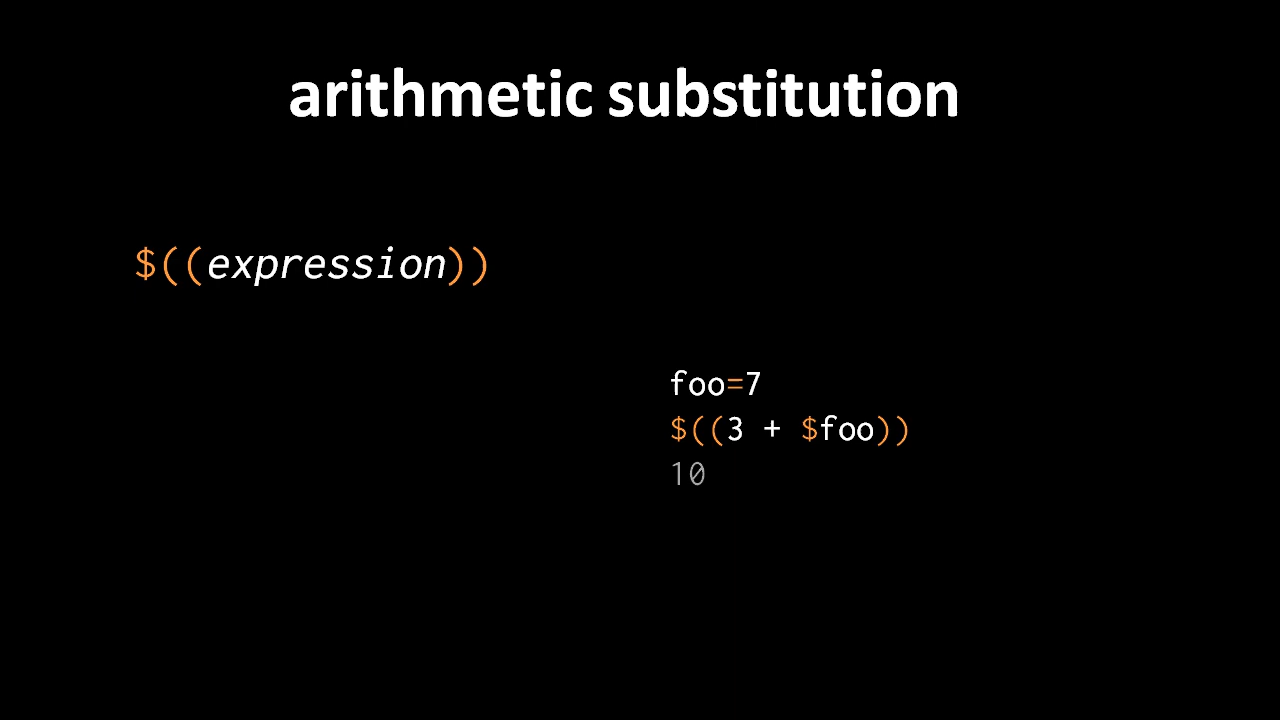 arithmetic substitution
$((expression))
foo=7
$((3 + $foo))
10